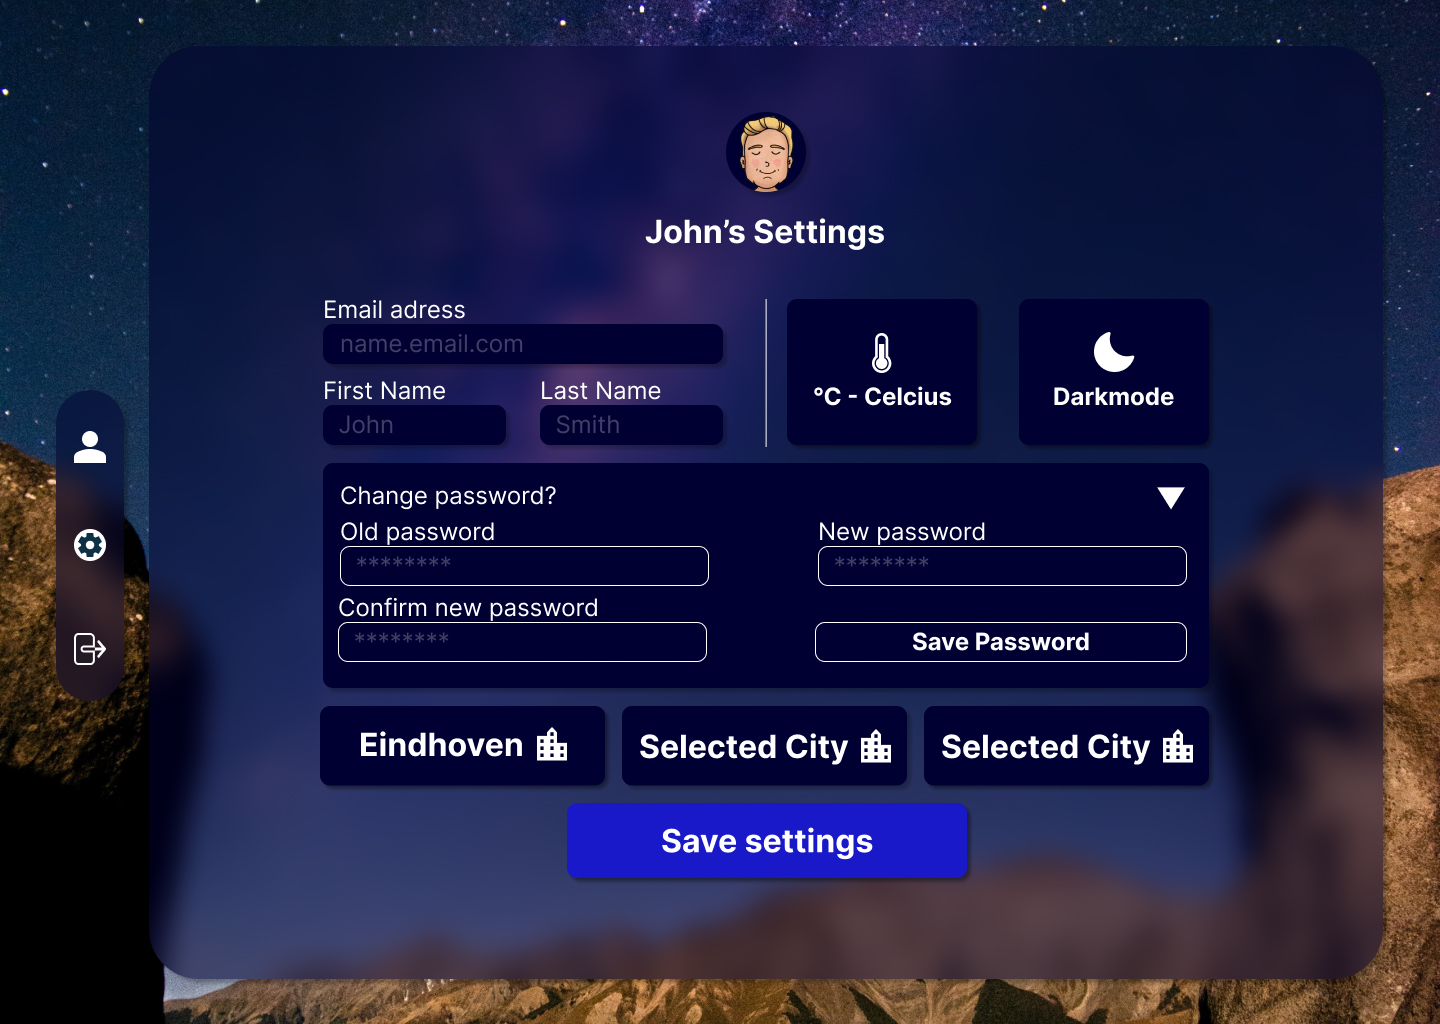 John’s Settings
Email adress
name.email.com
First Name
Last Name
John
Smith
°C - Celcius
Darkmode
Change password?
Old password
New password
********
********
Confirm new password
********
Save Password
Eindhoven
Selected City
Selected City
Save settings